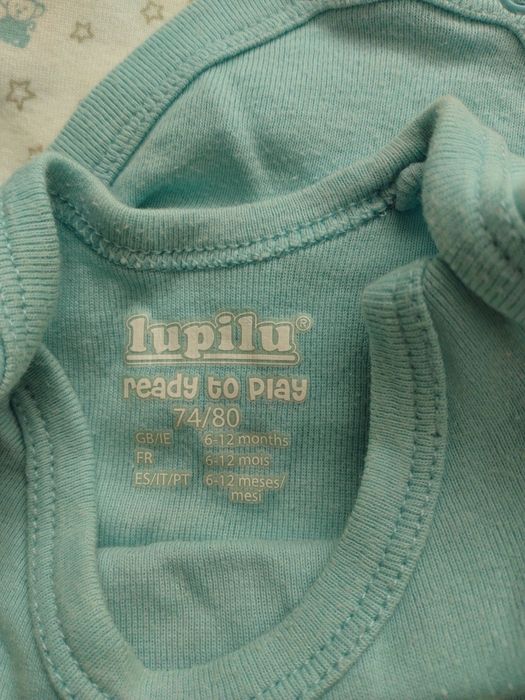 lupilu®
ready to play
74/80
GB/IE 6-12 months
FR 6-12 mois
ES/IT/PT 6-12 meses/
mesi